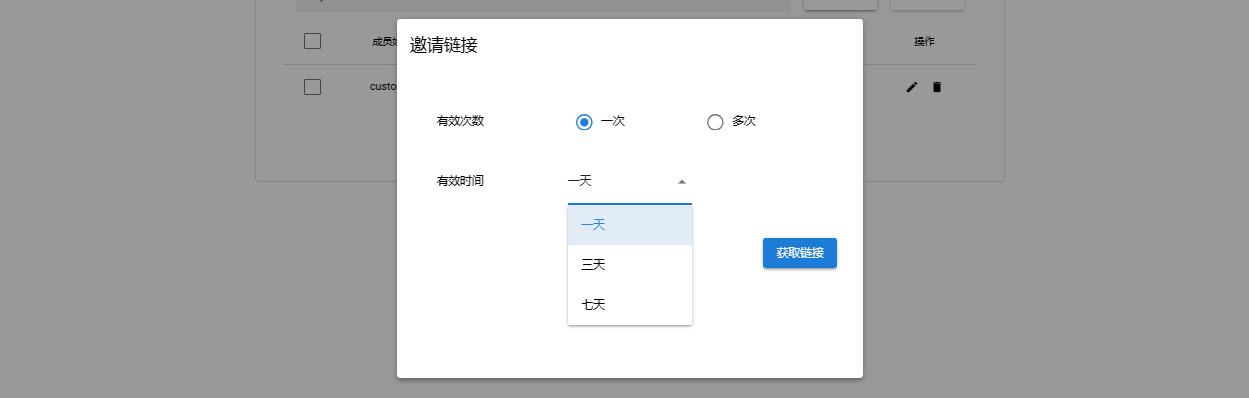 邀请链接
成员
操作
custo
有效次数
一次
多次
有效时间
一天
一天
三天
七天
获取链接